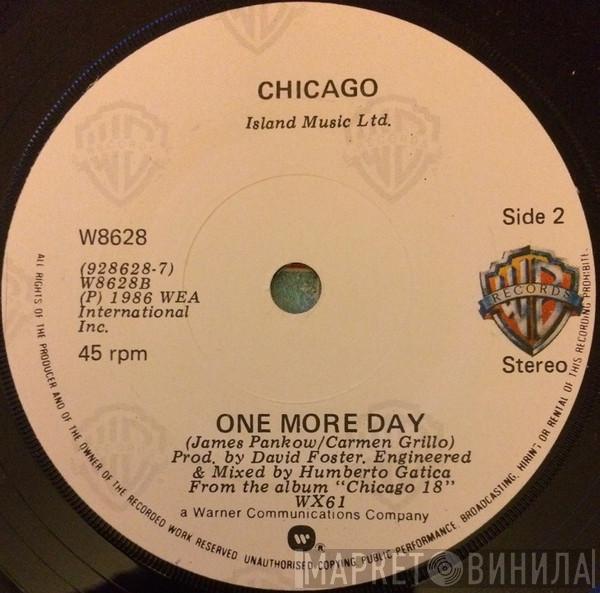 CHICAGO
Island Music Ltd.
W8628
Side 2
(928628-7)
W8628B
(P) 1986 WEA
International
Inc.
45 rpm
WB
RECORDS
Stereo
ONE MORE DAY
(James Pankow/Carmen Grillo)
Prod. by David Foster. Engineered
& Mixed by Humberto Gatica
From the album "Chicago 18"
WX61
a Warner Communications Company
ALL RIGHTS OF THE PRODUCER AND OF THE OWNER OF THE RECORDED WORK RESERVED UNAUTHORISED COPYING PUBLIC PERFORMANCE, BROADCASTING, HIRING OR RENTAL OF THIS RECORDING PROHIBITE.
МАРКЕТ ВИНИЛА